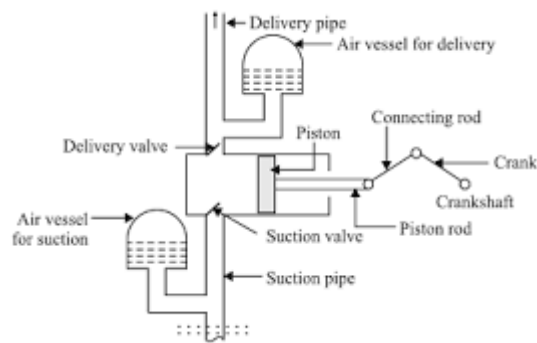 Delivery pipe
Air vessel for delivery
Connecting rod
Piston
Delivery valve
Crank
Crankshaft
Air vessel
for suction
Suction valve
Piston rod
Suction pipe